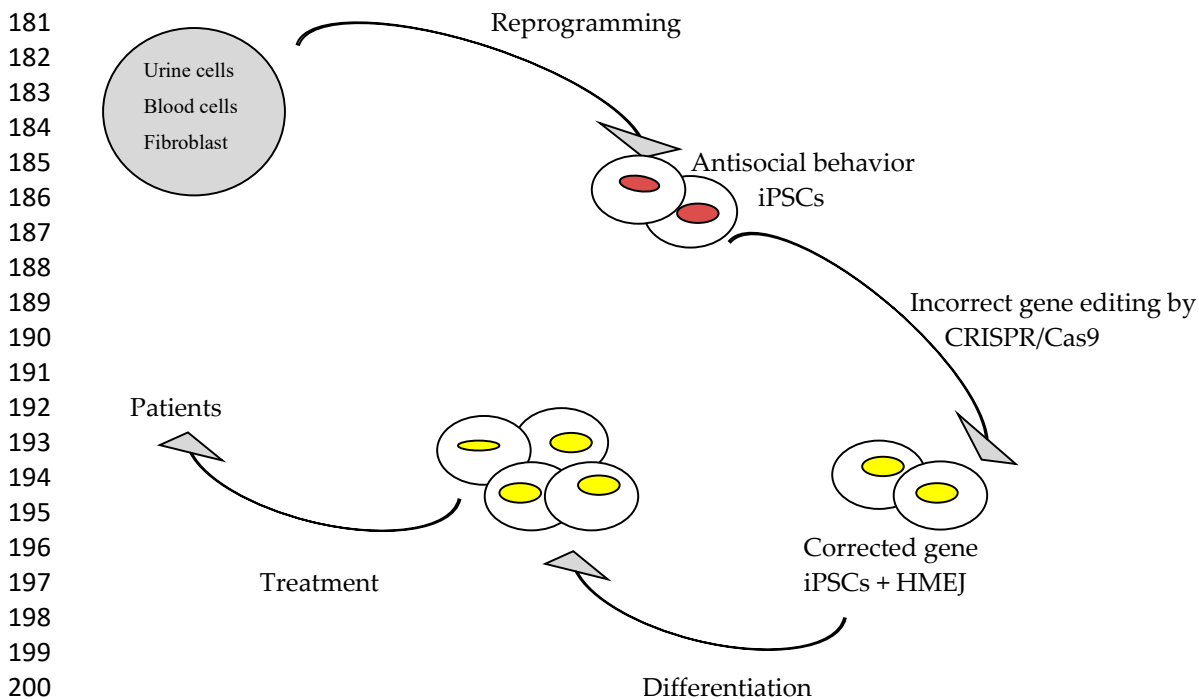 181
Reprogramming
182
Urine cells
183
Blood cells
184
Fibroblast
185
Antisocial behavior
186
iPSCs
187
188
189
Incorrect gene editing by
190
CRISPR/Cas9
191
192
Patients
193
194
195
196
Corrected gene
197
Treatment
iPSCs + HMEJ
198
199
200
Differentiation